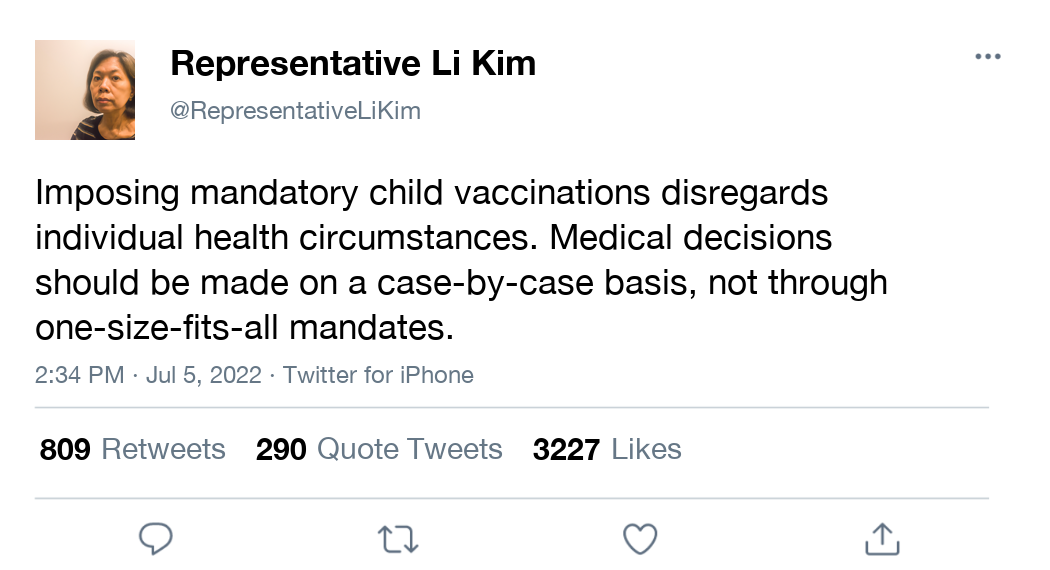 Representative Li Kim
@RepresentativeLiKim
Imposing mandatory child vaccinations disregards
individual health circumstances. Medical decisions
should be made on a case-by-case basis, not through
one-size-fits-all mandates.
2:34 PM · Jul 5, 2022 · Twitter for iPhone
809 Retweets 290 Quote Tweets 3227 Likes